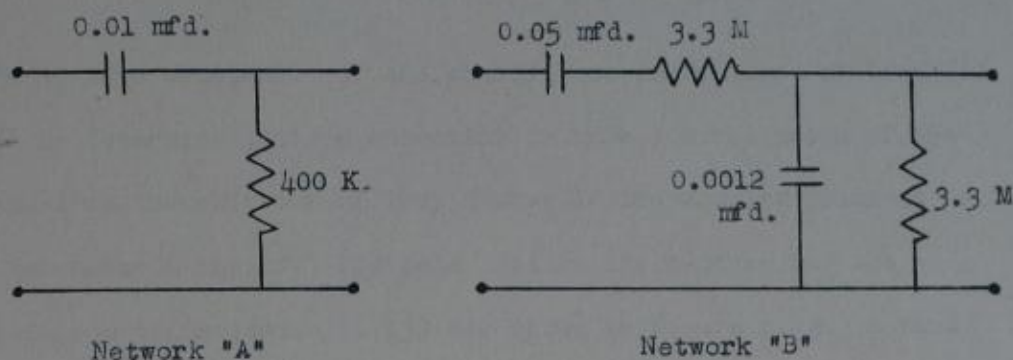 0.01 mfd.
400 K.
Network "A"
0.05 mfd.
3.3 M
0.0012
mfd.
3.3 M
Network "B"